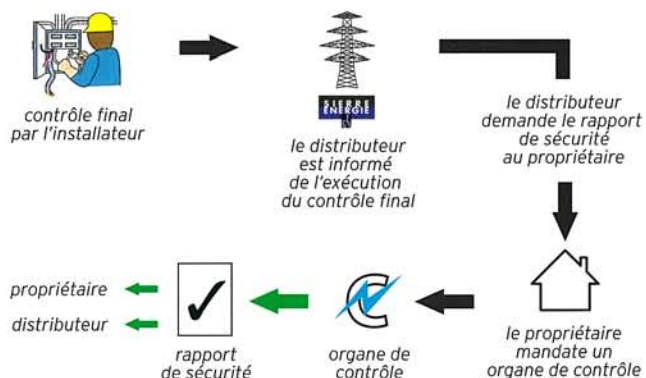 contrôle final
par l'installateur
SIERRE
ÉNERGIE
le distributeur
est informé
de l'exécution
du contrôle final
le distributeur
demande le rapport
de sécurité
au propriétaire
le propriétaire
mandate un
organe de contrôle
organe de
contrôle
rapport
de sécurité
propriétaire
distributeur